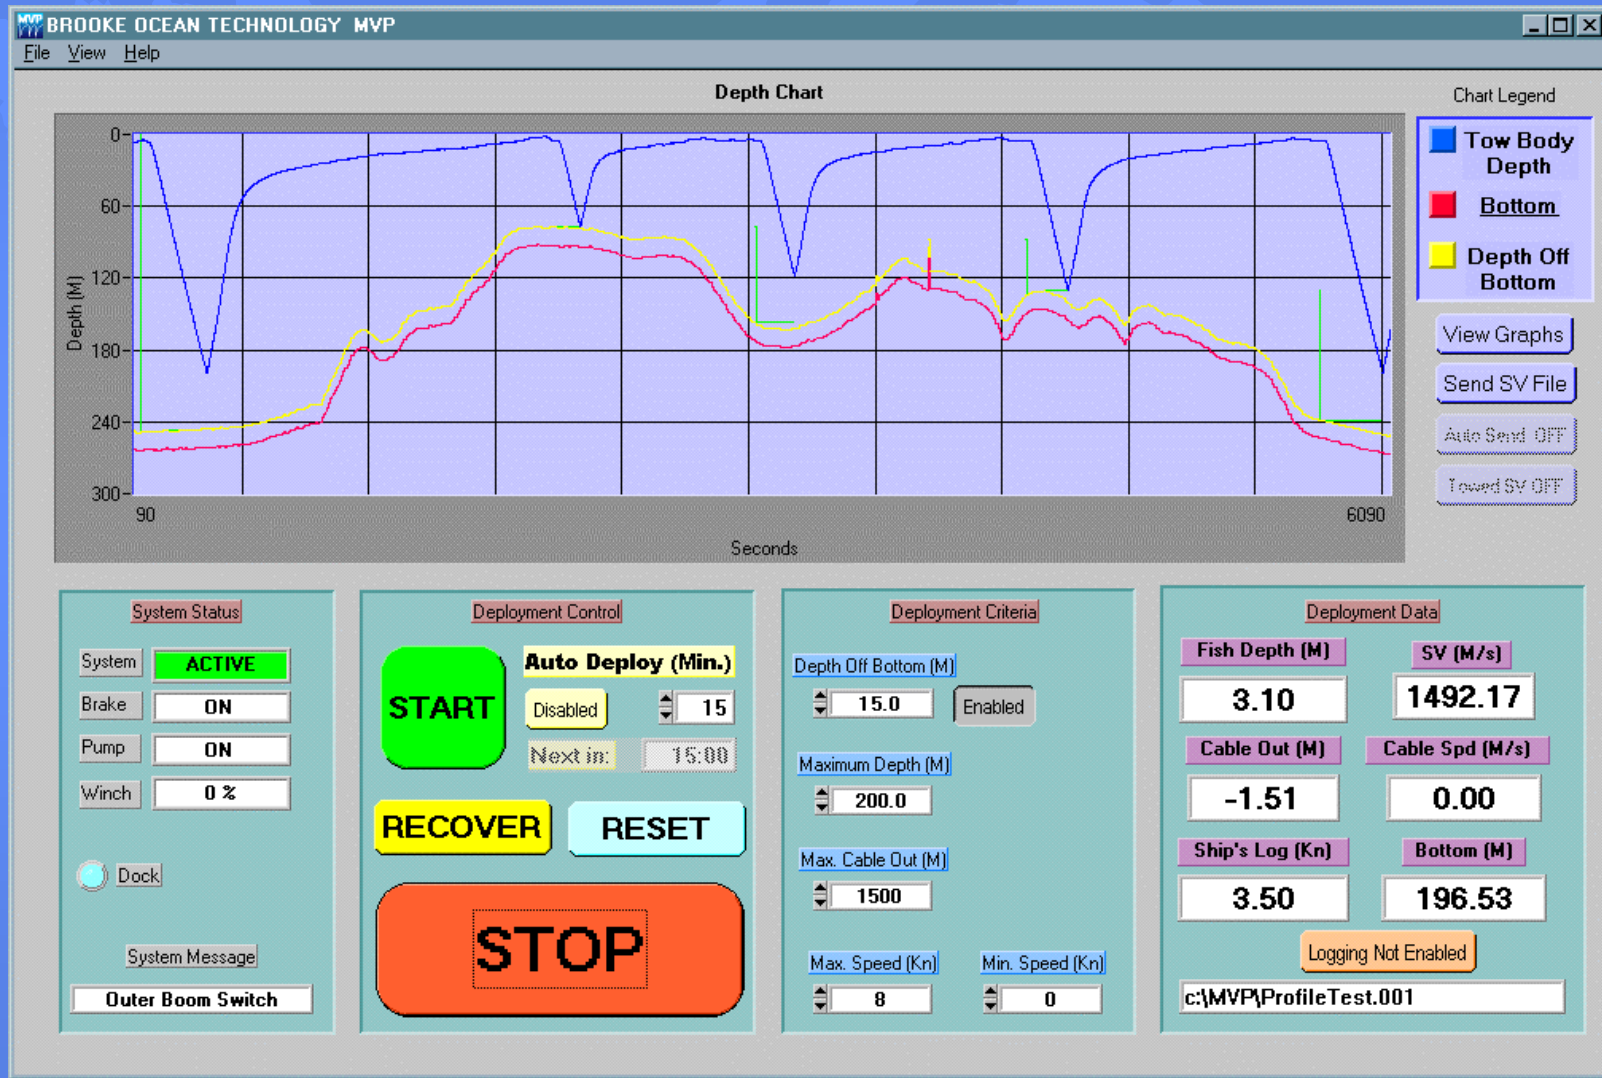 MVP BROOKE OCEAN TECHNOLOGY MVP
File View Help
Depth Chart
Chart Legend
Tow Body
Depth
Bottom
Depth Off
Bottom
View Graphs
Send SV File
Auto Send OFF
Towed SV OFF
Depth (M)
0
60
120
180
240
300
90
6090
Seconds
System Status
System ACTIVE
Brake ON
Pump ON
Winch 0 %
Dock
System Message
Outer Boom Switch
Deployment Control
START
Auto Deploy (Min.)
Disabled 15
Next in: 15:00
RECOVER RESET
STOP
Deployment Criteria
Depth Off Bottom (M)
15.0 Enabled
Maximum Depth (M)
200.0
Max. Cable Out (M)
1500
Max. Speed (Kn) Min. Speed (Kn)
8 0
Deployment Data
Fish Depth (M) SV (M/s)
3.10 1492.17
Cable Out (M) Cable Spd (M/s)
-1.51 0.00
Ship's Log (Kn) Bottom (M)
3.50 196.53
Logging Not Enabled
c:\MVP\ProfileTest.001